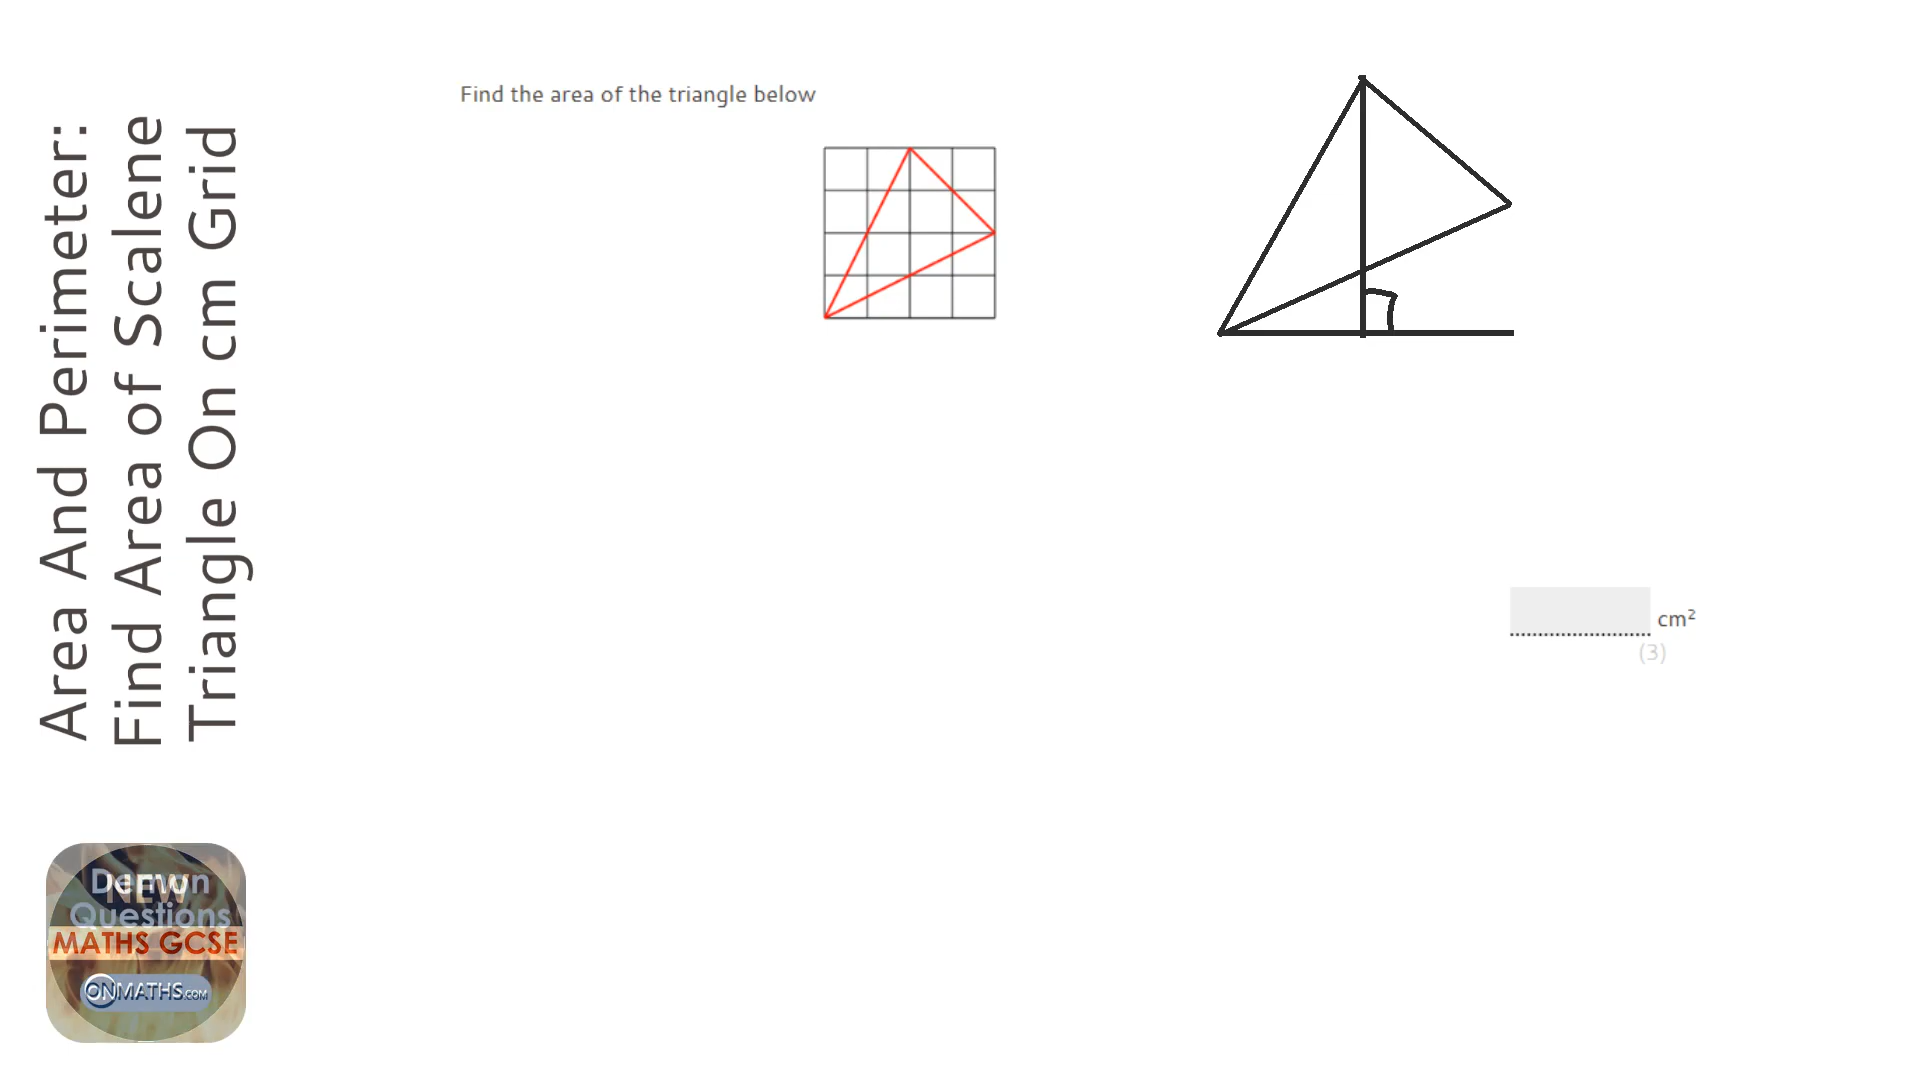 Area And Perimeter:
Find Area of Scalene
Triangle On cm Grid
Find the area of the triangle below
cm²
(3)
NEW
Demon
Questions
MATHS GCSE
ONMATHS.COM